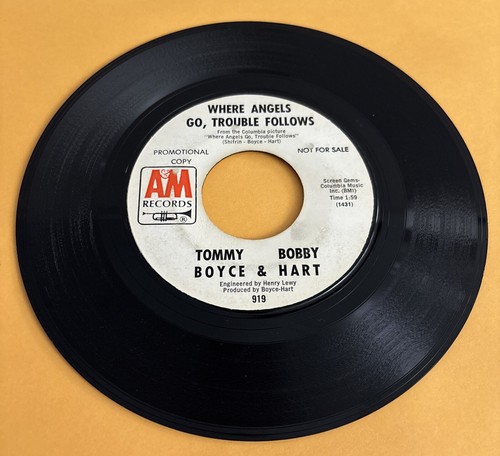 WHERE ANGELS
GO, TROUBLE FOLLOWS
From the Columbia picture
"Where Angels Go, Trouble Follows"
(Shifrin - Boyce - Hart)
PROMOTIONAL
COPY
NOT FOR SALE
A&M
RECORDS
®
Screen Gems-
Columbia Music
Inc. (BMI)
Time 1:59
(1431)
TOMMY BOBBY
BOYCE & HART
Engineered by Henry Lewy
Produced by Boyce-Hart
919